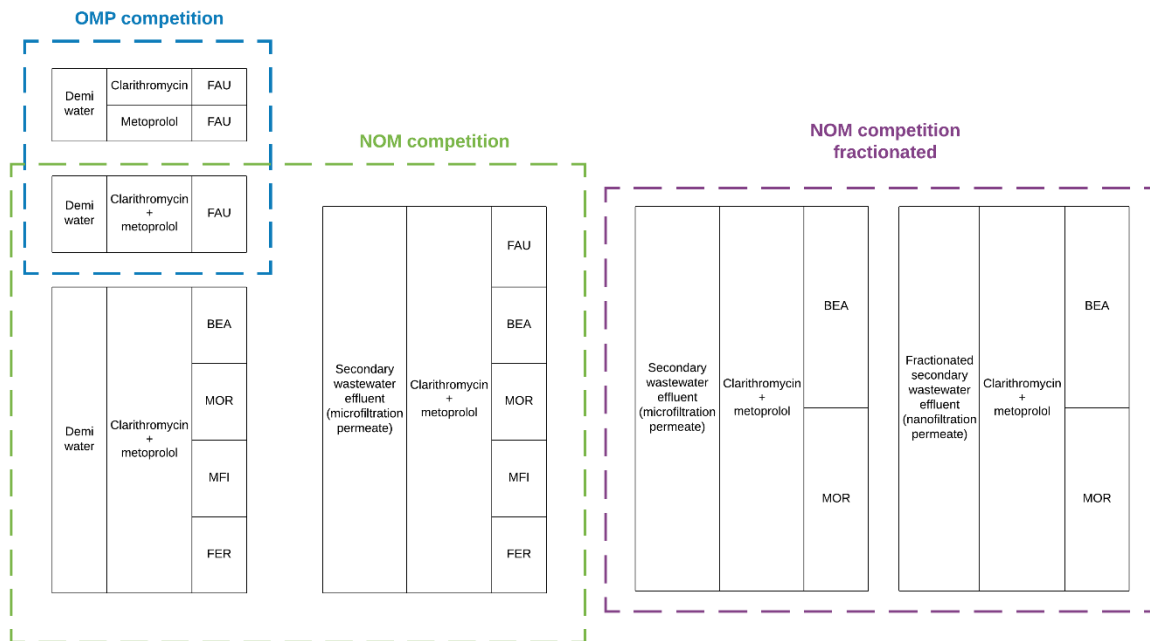 OMP competition
Demi
water
Clarithromycin
FAU
Metoprolol
FAU
Demi
water
Clarithromycin
+
metoprolol
FAU
NOM competition
Demi
water
Clarithromycin
+
metoprolol
BEA
MOR
MFI
FER
Secondary
wastewater
effluent
(microfiltration
permeate)
Clarithromycin
+
metoprolol
FAU
BEA
MOR
MFI
FER
NOM competition
fractionated
Secondary
wastewater
effluent
(microfiltration
permeate)
Clarithromycin
+
metoprolol
BEA
MOR
Fractionated
secondary
wastewater
effluent
(nanofiltration
permeate)
Clarithromycin
+
metoprolol
BEA
MOR